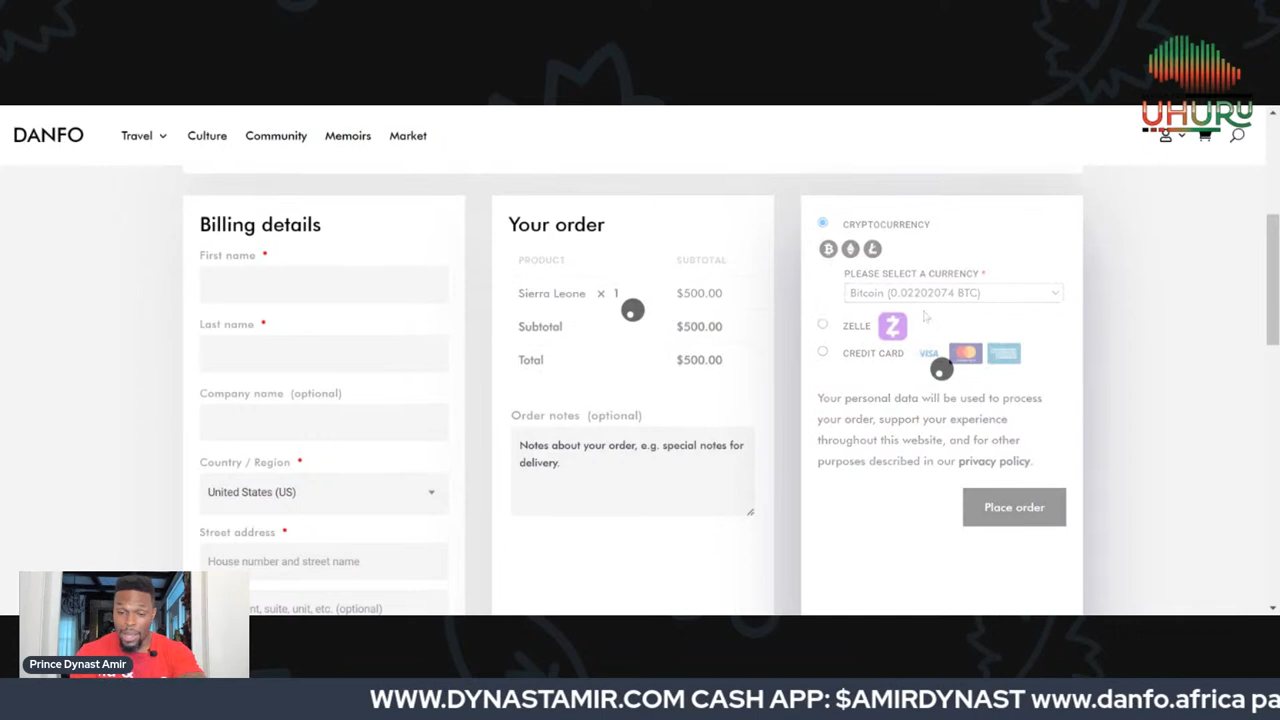 UHURU
DANFO
Travel
Culture
Community
Memoirs
Market
Billing details
First name *
Last name *
Company name (optional)
Country / Region *
United States (US)
Street address *
House number and street name
suite, unit, etc. (optional)
Your order
PRODUCT SUBTOTAL
Sierra Leone × 1 $500.00
Subtotal $500.00
Total $500.00
Order notes (optional)
Notes about your order, e.g. special notes for
delivery.
CRYPTOCURRENCY
PLEASE SELECT A CURRENCY *
Bitcoin (0.02202074 BTC)
ZELLE
CREDIT CARD VISA
Your personal data will be used to process
your order, support your experience
throughout this website, and for other
purposes described in our privacy policy.
Place order
Prince Dynast Amir
WWW.DYNASTAMIR.COM CASH APP: $AMIRDYNAST www.danfo.africa pa